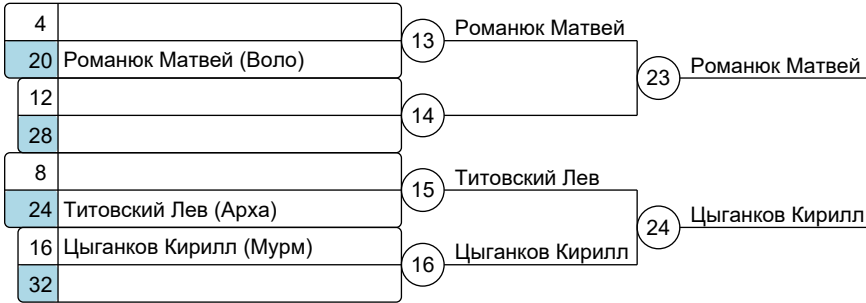 4
13 Романюк Матвей
20 Романюк Матвей (Воло)
23 Романюк Матвей
12
14
28
8
15 Титовский Лев
24 Титовский Лев (Арха)
24 Цыганков Кирилл
16 Цыганков Кирилл (Мурм)
16 Цыганков Кирилл
32